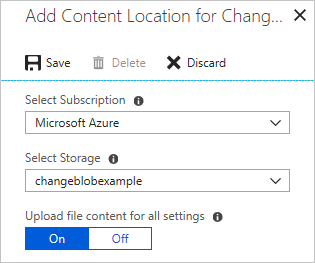 Add Content Location for Chang...
Save Delete Discard
Select Subscription
Microsoft Azure
Select Storage
changeblobexample
Upload file content for all settings
On Off